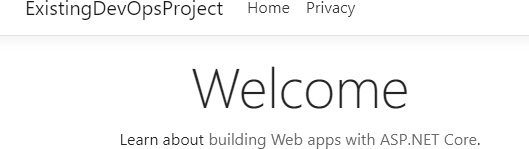 ExistingDevOpsProject Home Privacy
Welcome
Learn about building Web apps with ASP.NET Core.